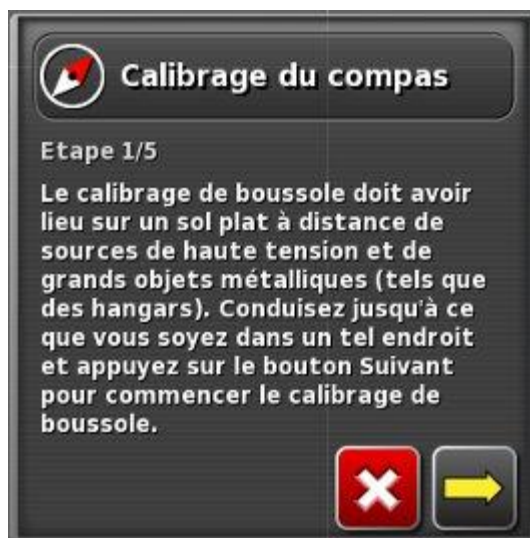 Calibrage du compas
Etape 1/5
Le calibrage de boussole doit avoir
lieu sur un sol plat à distance de
sources de haute tension et de
grands objets métalliques (tels que
des hangars). Conduisez jusqu'à ce
que vous soyez dans un tel endroit
et appuyez sur le bouton Suivant
pour commencer le calibrage de
boussole.